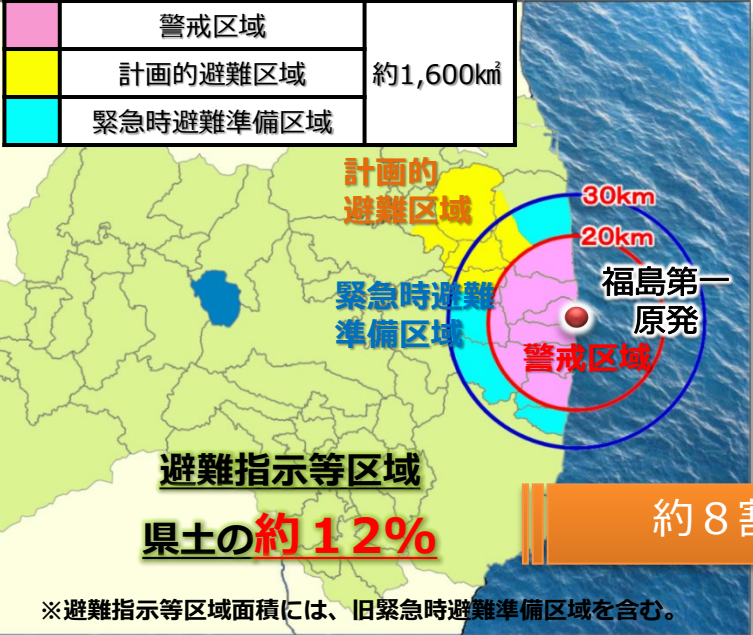 警戒区域
計画的避難区域
約1,600㎢
緊急時避難準備区域
計画的
避難区域
30km
20km
福島第一
原発
緊急時避難
準備区域
警戒区域
避難指示等区域
県土の約12%
約8割
※避難指示等区域面積には、旧緊急時避難準備区域を含む。